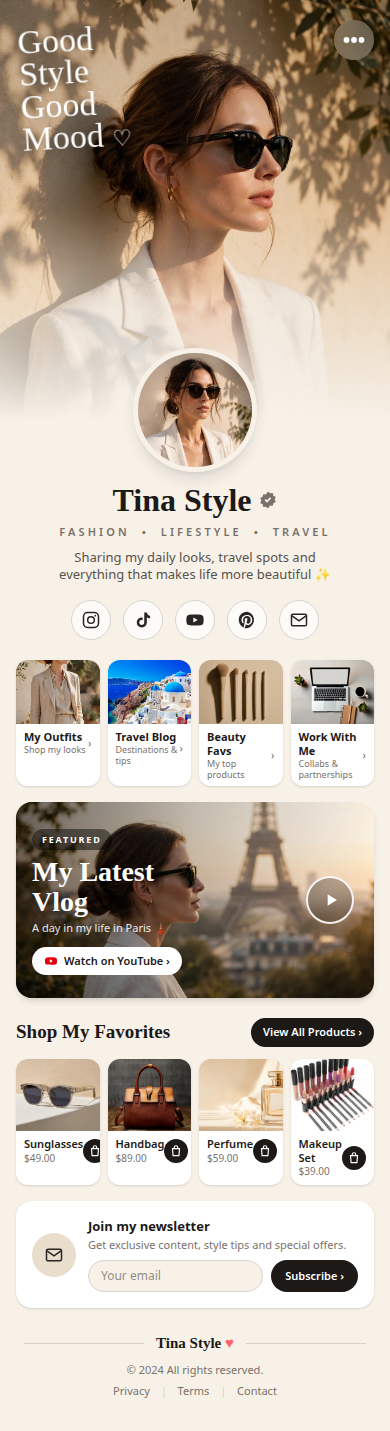 Good
Style
Good
Mood ♡
Tina Style
FASHION • LIFESTYLE • TRAVEL
Sharing my daily looks, travel spots and
everything that makes life more beautiful ✨
My Outfits
Shop my looks ›
Travel Blog
Destinations & ›
tips
Beauty
Favs
My top ›
products
Work With
Me
Collabs & ›
partnerships
FEATURED
My Latest
Vlog
A day in my life in Paris 🗼
Watch on YouTube ›
Shop My Favorites
View All Products ›
Sunglasses
$49.00
Handbag
$89.00
Perfume
$59.00
Makeup
Set
$39.00
Join my newsletter
Get exclusive content, style tips and special offers.
Your email
Subscribe ›
Tina Style ♥
© 2024 All rights reserved.
Privacy | Terms | Contact